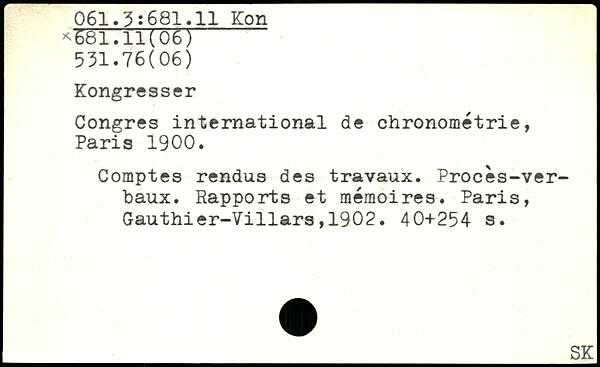 061.3:681.11 Kon
×681.11(06)
531.76(06)
Kongresser
Congres international de chronométrie,
Paris 1900.
Comptes rendus des travaux. Procès-ver-
baux. Rapports et mémoires. Paris,
Gauthier-Villars,1902. 40+254 s.
SK